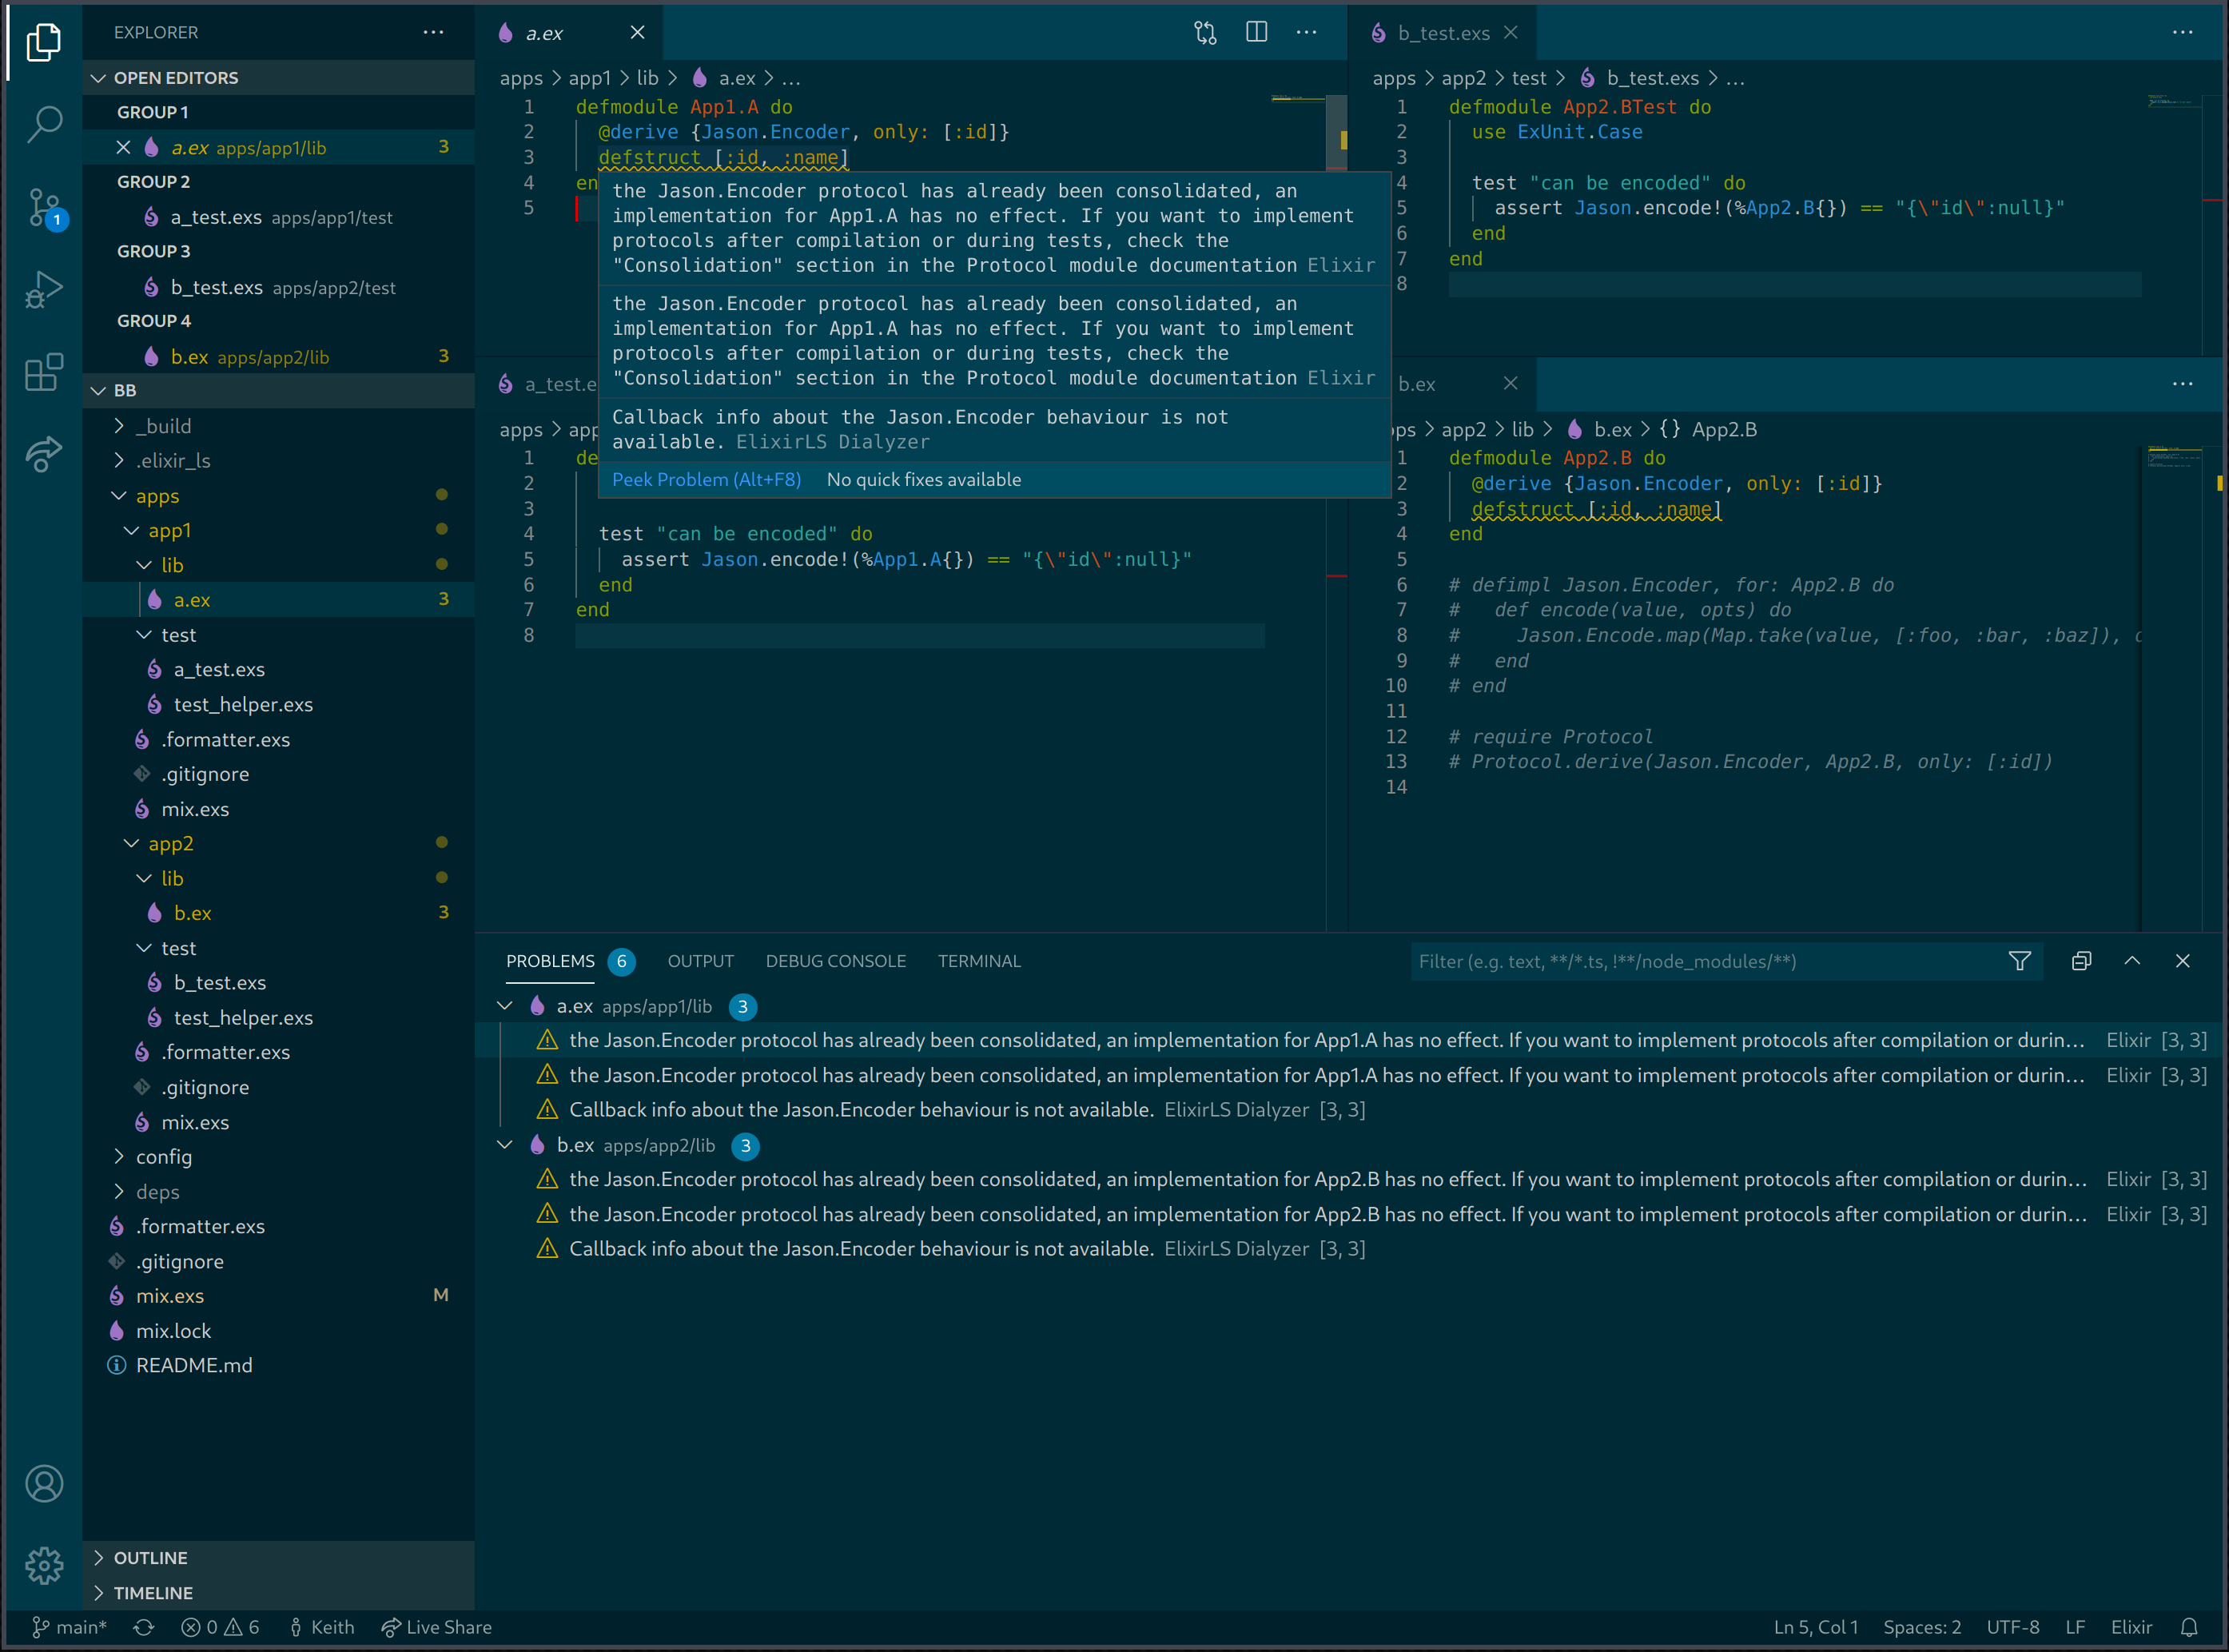 EXPLORER
OPEN EDITORS
GROUP 1
a.ex apps/app1/lib 3
GROUP 2
a_test.exs apps/app1/test
GROUP 3
b_test.exs apps/app2/test
GROUP 4
b.ex apps/app2/lib 3
1
BB
_build
.elixir_ls
apps
app1
lib
a.ex 3
test
a_test.exs
test_helper.exs
.formatter.exs
.gitignore
mix.exs
app2
lib
b.ex 3
test
b_test.exs
test_helper.exs
.formatter.exs
.gitignore
mix.exs
config
deps
.formatter.exs
.gitignore
mix.exs M
mix.lock
README.md
OUTLINE
TIMELINE
a.ex
apps > app1 > lib > a.ex > ...
1 defmodule App1.A do
2 @derive {Jason.Encoder, only: [:id]}
3 defstruct [:id, :name]
4 en
5
the Jason.Encoder protocol has already been consolidated, an
implementation for App1.A has no effect. If you want to implement
protocols after compilation or during tests, check the
"Consolidation" section in the Protocol module documentation Elixir
the Jason.Encoder protocol has already been consolidated, an
implementation for App1.A has no effect. If you want to implement
protocols after compilation or during tests, check the
"Consolidation" section in the Protocol module documentation Elixir
Callback info about the Jason.Encoder behaviour is not
available. ElixirLS Dialyzer
Peek Problem (Alt+F8) No quick fixes available
a_test.e
apps > app
1 de
2
3
4 test "can be encoded" do
5 assert Jason.encode!(%App1.A{}) == "{\"id\":null}"
6 end
7 end
8
b_test.exs
apps > app2 > test > b_test.exs > ...
1 defmodule App2.BTest do
2 use ExUnit.Case
3
4 test "can be encoded" do
5 assert Jason.encode!(%App2.B{}) == "{\"id\":null}"
6 end
7 end
8
b.ex
ps > app2 > lib > b.ex > {} App2.B
1 defmodule App2.B do
2 @derive {Jason.Encoder, only: [:id]}
3 defstruct [:id, :name]
4 end
5
6 # defimpl Jason.Encoder, for: App2.B do
7 # def encode(value, opts) do
8 # Jason.Encode.map(Map.take(value, [:foo, :bar, :baz]),
9 # end
10 # end
11
12 # require Protocol
13 # Protocol.derive(Jason.Encoder, App2.B, only: [:id])
14
PROBLEMS 6 OUTPUT DEBUG CONSOLE TERMINAL Filter (e.g. text, **/*.ts, !**/node_modules/**)
a.ex apps/app1/lib 3
the Jason.Encoder protocol has already been consolidated, an implementation for App1.A has no effect. If you want to implement protocols after compilation or durin... Elixir [3, 3]
the Jason.Encoder protocol has already been consolidated, an implementation for App1.A has no effect. If you want to implement protocols after compilation or durin... Elixir [3, 3]
Callback info about the Jason.Encoder behaviour is not available. ElixirLS Dialyzer [3, 3]
b.ex apps/app2/lib 3
the Jason.Encoder protocol has already been consolidated, an implementation for App2.B has no effect. If you want to implement protocols after compilation or durin... Elixir [3, 3]
the Jason.Encoder protocol has already been consolidated, an implementation for App2.B has no effect. If you want to implement protocols after compilation or durin... Elixir [3, 3]
Callback info about the Jason.Encoder behaviour is not available. ElixirLS Dialyzer [3, 3]
main* 0 6 Keith Live Share Ln 5, Col 1 Spaces: 2 UTF-8 LF Elixir